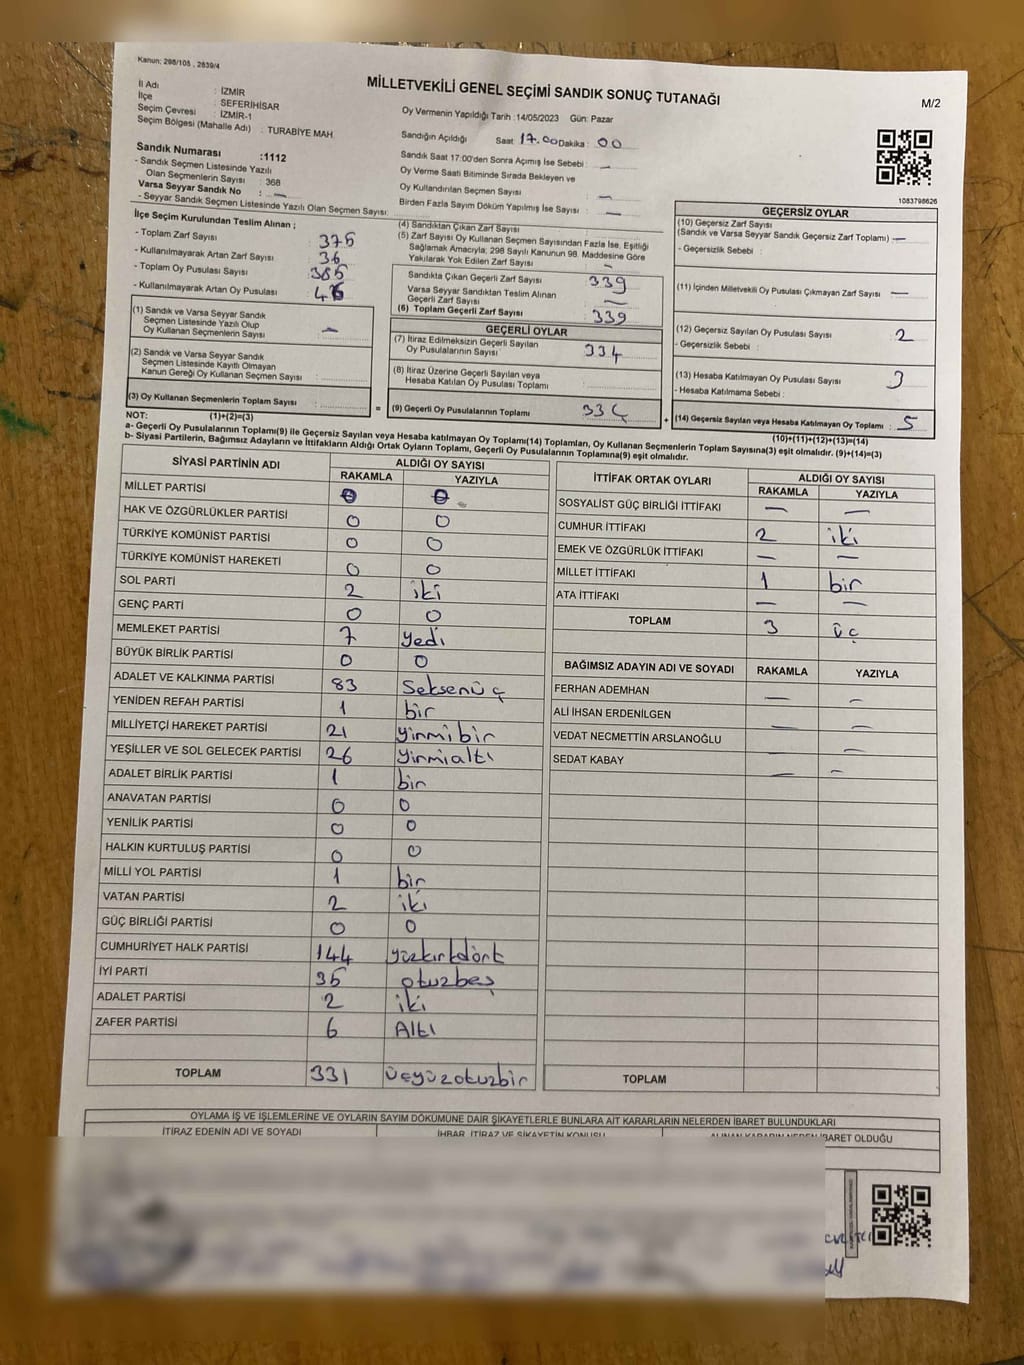 Kanun: 298/105 , 2839/4
MİLLETVEKİLİ GENEL SEÇİMİ SANDIK SONUÇ TUTANAĞI
M/2
İl Adı : İZMİR
İlçe : SEFERİHİSAR
Seçim Çevresi : İZMİR-1
Seçim Bölgesi (Mahalle Adı) : TURABİYE MAH.
Sandık Numarası :1112
- Sandık Seçmen Listesinde Yazılı
Olan Seçmenlerin Sayısı : 368
Varsa Seyyar Sandık No : —
- Seyyar Sandık Seçmen Listesinde Yazılı Olan Seçmen Sayısı:
Oy Vermenin Yapıldığı Tarih :14/05/2023 Gün: Pazar
Sandığın Açıldığı Saat 17.00 Dakika : 00
Sandık Saat 17:00'den Sonra Açımış İse Sebebi : —
Oy Verme Saati Bitiminde Sırada Bekleyen ve
Oy Kullandırılan Seçmen Sayısı : —
Birden Fazla Sayım Döküm Yapılmış İse Sayısı : —
1083798626
İlçe Seçim Kurulundan Teslim Alınan ;
- Toplam Zarf Sayısı : 375
- Kullanılmayarak Artan Zarf Sayısı : 36
- Toplam Oy Pusulası Sayısı : 385
- Kullanılmayarak Artan Oy Pusulası :
(1) Sandık ve Varsa Seyyar Sandık
Seçmen Listesinde Yazılı Olup
Oy Kullanan Seçmenlerin Sayısı : —
(2) Sandık ve Varsa Seyyar Sandık
Seçmen Listesinde Kayıtlı Olmayan
Kanun Gereği Oy Kullanan Seçmen Sayısı :
(3) Oy Kullanan Seçmenlerin Toplam Sayısı :
(1)+(2)=(3)
(4) Sandıktan Çıkan Zarf Sayısı :
(5) Zarf Sayısı Oy Kullanan Seçmen Sayısından Fazla İse, Eşitliği
Sağlamak Amacıyla; 298 Sayılı Kanunun 98. Maddesine Göre
Yakılarak Yok Edilen Zarf Sayısı : —
Sandıkta Çıkan Geçerli Zarf Sayısı : 339
Varsa Seyyar Sandıktan Teslim Alınan
Geçerli Zarf Sayısı : —
(6) Toplam Geçerli Zarf Sayısı : 339
GEÇERLİ OYLAR
(7) İtiraz Edilmeksizin Geçerli Sayılan
Oy Pusulalarının Sayısı : 334
(8) İtiraz Üzerine Geçerli Sayılan veya
Hesaba Katılan Oy Pusulası Toplamı :
=
(9) Geçerli Oy Pusulalarının Toplamı : 334
+
GEÇERSİZ OYLAR
(10) Geçersiz Zarf Sayısı
(Sandık ve Varsa Seyyar Sandık Geçersiz Zarf Toplamı) : —
- Geçersizlik Sebebi :
(11) İçinden Milletvekili Oy Pusulası Çıkmayan Zarf Sayısı : —
(12) Geçersiz Sayılan Oy Pusulası Sayısı : 2
- Geçersizlik Sebebi :
(13) Hesaba Katılmayan Oy Pusulası Sayısı : 3
- Hesaba Katılmama Sebebi :
(14) Geçersiz Sayılan veya Hesaba Katılmayan Oy Toplamı : 5
(10)+(11)+(12)+(13)=(14)
NOT:
a- Geçerli Oy Pusulalarının Toplamı(9) ile Geçersiz Sayılan veya Hesaba katılmayan Oy Toplamı(14) Toplamları, Oy Kullanan Seçmenlerin Toplam Sayısına(3) eşit olmalıdır. (9)+(14)=(3)
b- Siyasi Partilerin, Bağımsız Adayların ve İttifakların Aldığı Ortak Oyların Toplamı, Geçerli Oy Pusulalarının Toplamına(9) eşit olmalıdır.
SİYASİ PARTİNİN ADI ALDIĞI OY SAYISI
RAKAMLA YAZIYLA
MİLLET PARTİSİ 0 0
HAK VE ÖZGÜRLÜKLER PARTİSİ 0 0
TÜRKİYE KOMÜNİST PARTİSİ 0 0
TÜRKİYE KOMÜNİST HAREKETİ 0 0
SOL PARTİ 2 iki
GENÇ PARTİ 0 0
MEMLEKET PARTİSİ 7 yedi
BÜYÜK BİRLİK PARTİSİ 0 0
ADALET VE KALKINMA PARTİSİ 83 Seksenüç
YENİDEN REFAH PARTİSİ 1 bir
MİLLİYETÇİ HAREKET PARTİSİ 21 yirmibir
YEŞİLLER VE SOL GELECEK PARTİSİ 26 yirmialtı
ADALET BİRLİK PARTİSİ 1 bir
ANAVATAN PARTİSİ 0 0
YENİLİK PARTİSİ 0 0
HALKIN KURTULUŞ PARTİSİ 0 0
MİLLİ YOL PARTİSİ 1 bir
VATAN PARTİSİ 2 iki
GÜÇ BİRLİĞİ PARTİSİ 0 0
CUMHURİYET HALK PARTİSİ 144 yüzkırkdört
İYİ PARTİ 35 otuzbeş
ADALET PARTİSİ 2 iki
ZAFER PARTİSİ 6 Altı
TOPLAM 331 üçyüzotuzbir
İTTİFAK ORTAK OYLARI ALDIĞI OY SAYISI
RAKAMLA YAZIYLA
SOSYALİST GÜÇ BİRLİĞİ İTTİFAKI — —
CUMHUR İTTİFAKI 2 iki
EMEK VE ÖZGÜRLÜK İTTİFAKI — —
MİLLET İTTİFAKI 1 bir
ATA İTTİFAKI — —
TOPLAM 3 üç
BAĞIMSIZ ADAYIN ADI VE SOYADI RAKAMLA YAZIYLA
FERHAN ADEMHAN — —
ALİ İHSAN ERDENİLGEN — —
VEDAT NECMETTİN ARSLANOĞLU — —
SEDAT KABAY — —
TOPLAM
OYLAMA İŞ VE İŞLEMLERİNE VE OYLARIN SAYIM DÖKÜMÜNE DAİR ŞİKAYETLERLE BUNLARA AİT KARARLARIN NELERDEN İBARET BULUNDUKLARI
İTİRAZ EDENİN ADI VE SOYADI İHBAR, İTİRAZ VE ŞİKAYETİN KONUSU ALINAN KARARIN NEDEN İBARET OLDUĞU